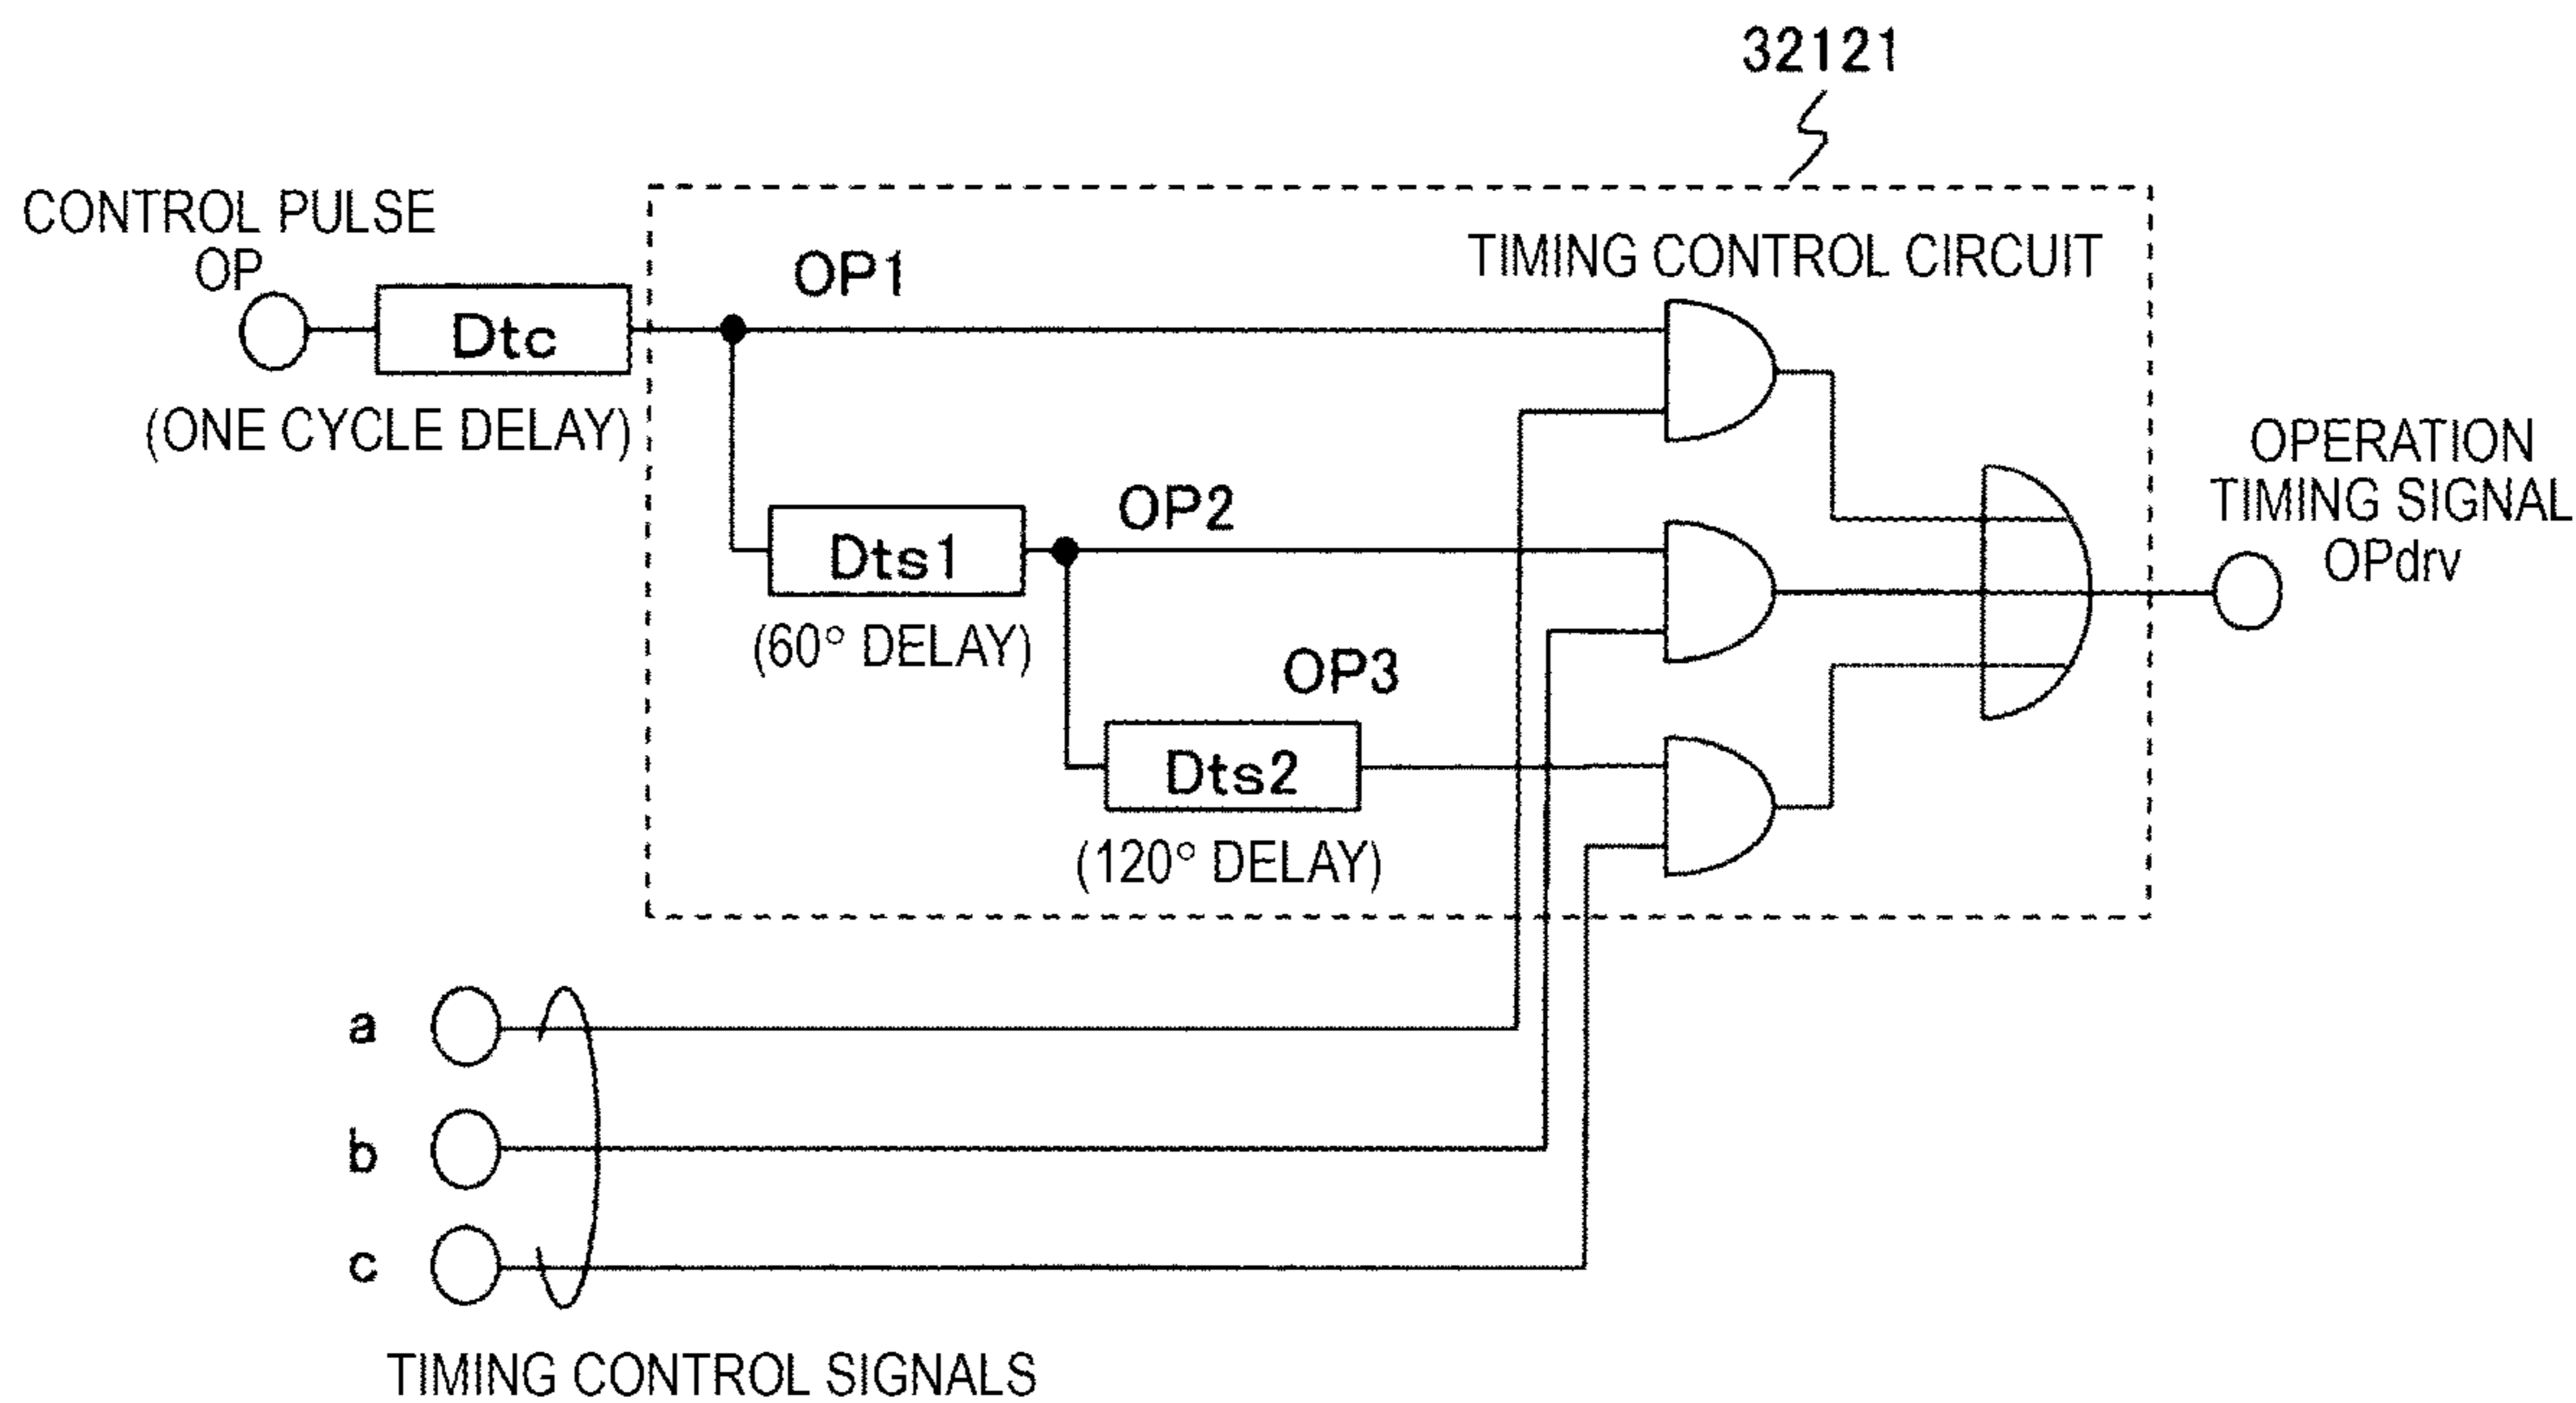 32121
CONTROL PULSE
OP
Dtc
(ONE CYCLE DELAY)
OP1
TIMING CONTROL CIRCUIT
OP2
Dts1
(60° DELAY)
OP3
Dts2
(120° DELAY)
OPERATION
TIMING SIGNAL
OPdrv
a
b
c
TIMING CONTROL SIGNALS